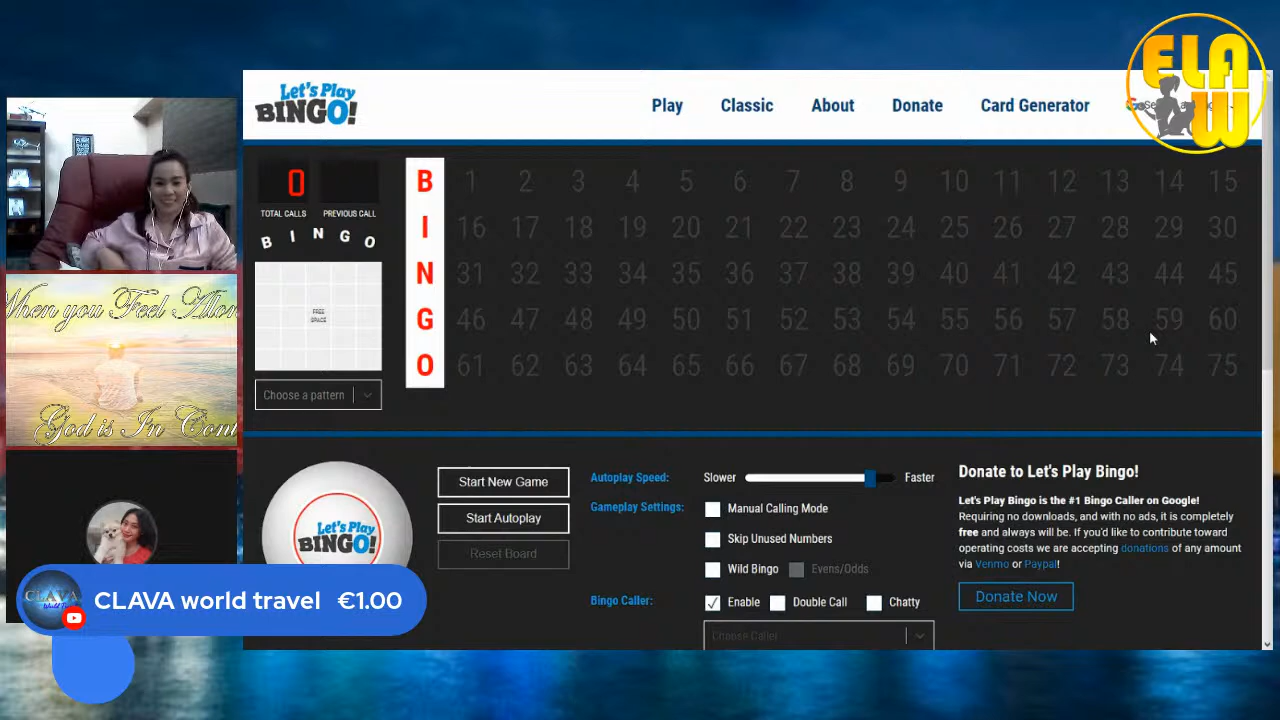 ELA
W
Let's Play
BINGO!
Play
Classic
About
Donate
Card Generator
0
TOTAL CALLS
PREVIOUS CALL
B I N G O
FREE
SPACE
Choose a pattern
B 1 2 3 4 5 6 7 8 9 10 11 12 13 14 15
I 16 17 18 19 20 21 22 23 24 25 26 27 28 29 30
N 31 32 33 34 35 36 37 38 39 40 41 42 43 44 45
G 46 47 48 49 50 51 52 53 54 55 56 57 58 59 60
O 61 62 63 64 65 66 67 68 69 70 71 72 73 74 75
When you Feel Alon
God is In Cont
Let's Play
BINGO!
Start New Game
Start Autoplay
Reset Board
Autoplay Speed:
Slower
Faster
Gameplay Settings:
Manual Calling Mode
Skip Unused Numbers
Wild Bingo
Evens/Odds
Bingo Caller:
Enable
Double Call
Chatty
Choose Caller
Donate to Let's Play Bingo!
Let's Play Bingo is the #1 Bingo Caller on Google!
Requiring no downloads, and with no ads, it is completely
free and always will be. If you'd like to contribute toward
operating costs we are accepting donations of any amount
via Venmo or Paypal!
Donate Now
CLAVA world travel €1.00